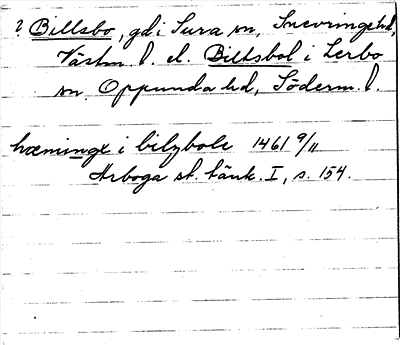 ? Billsbo, gd i Sura sn, Snevringe hd,
Västm. l. el. Biltsbol i Lerbo
sn, Oppunda hd, Söderm. l.
hæminge i bilzbole 1461 9/11
Arboga st. tänk. I, s. 154.